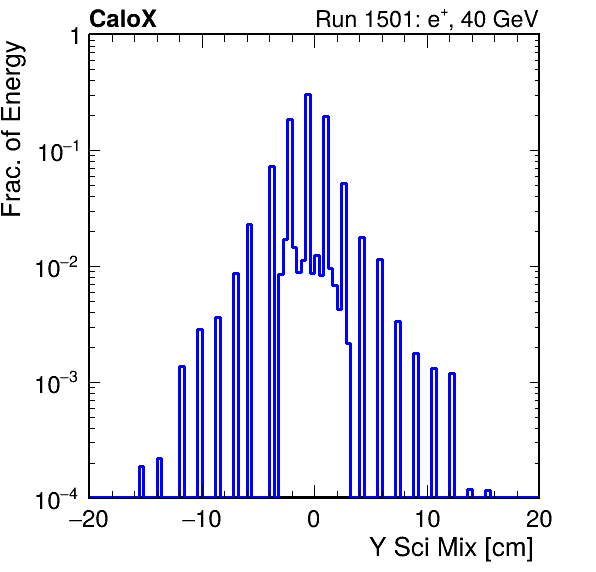 CaloX Run 1501: e⁺, 40 GeV
Frac. of Energy
1
10⁻¹
10⁻²
10⁻³
10⁻⁴
−20 −10 0 10 20
Y Sci Mix [cm]